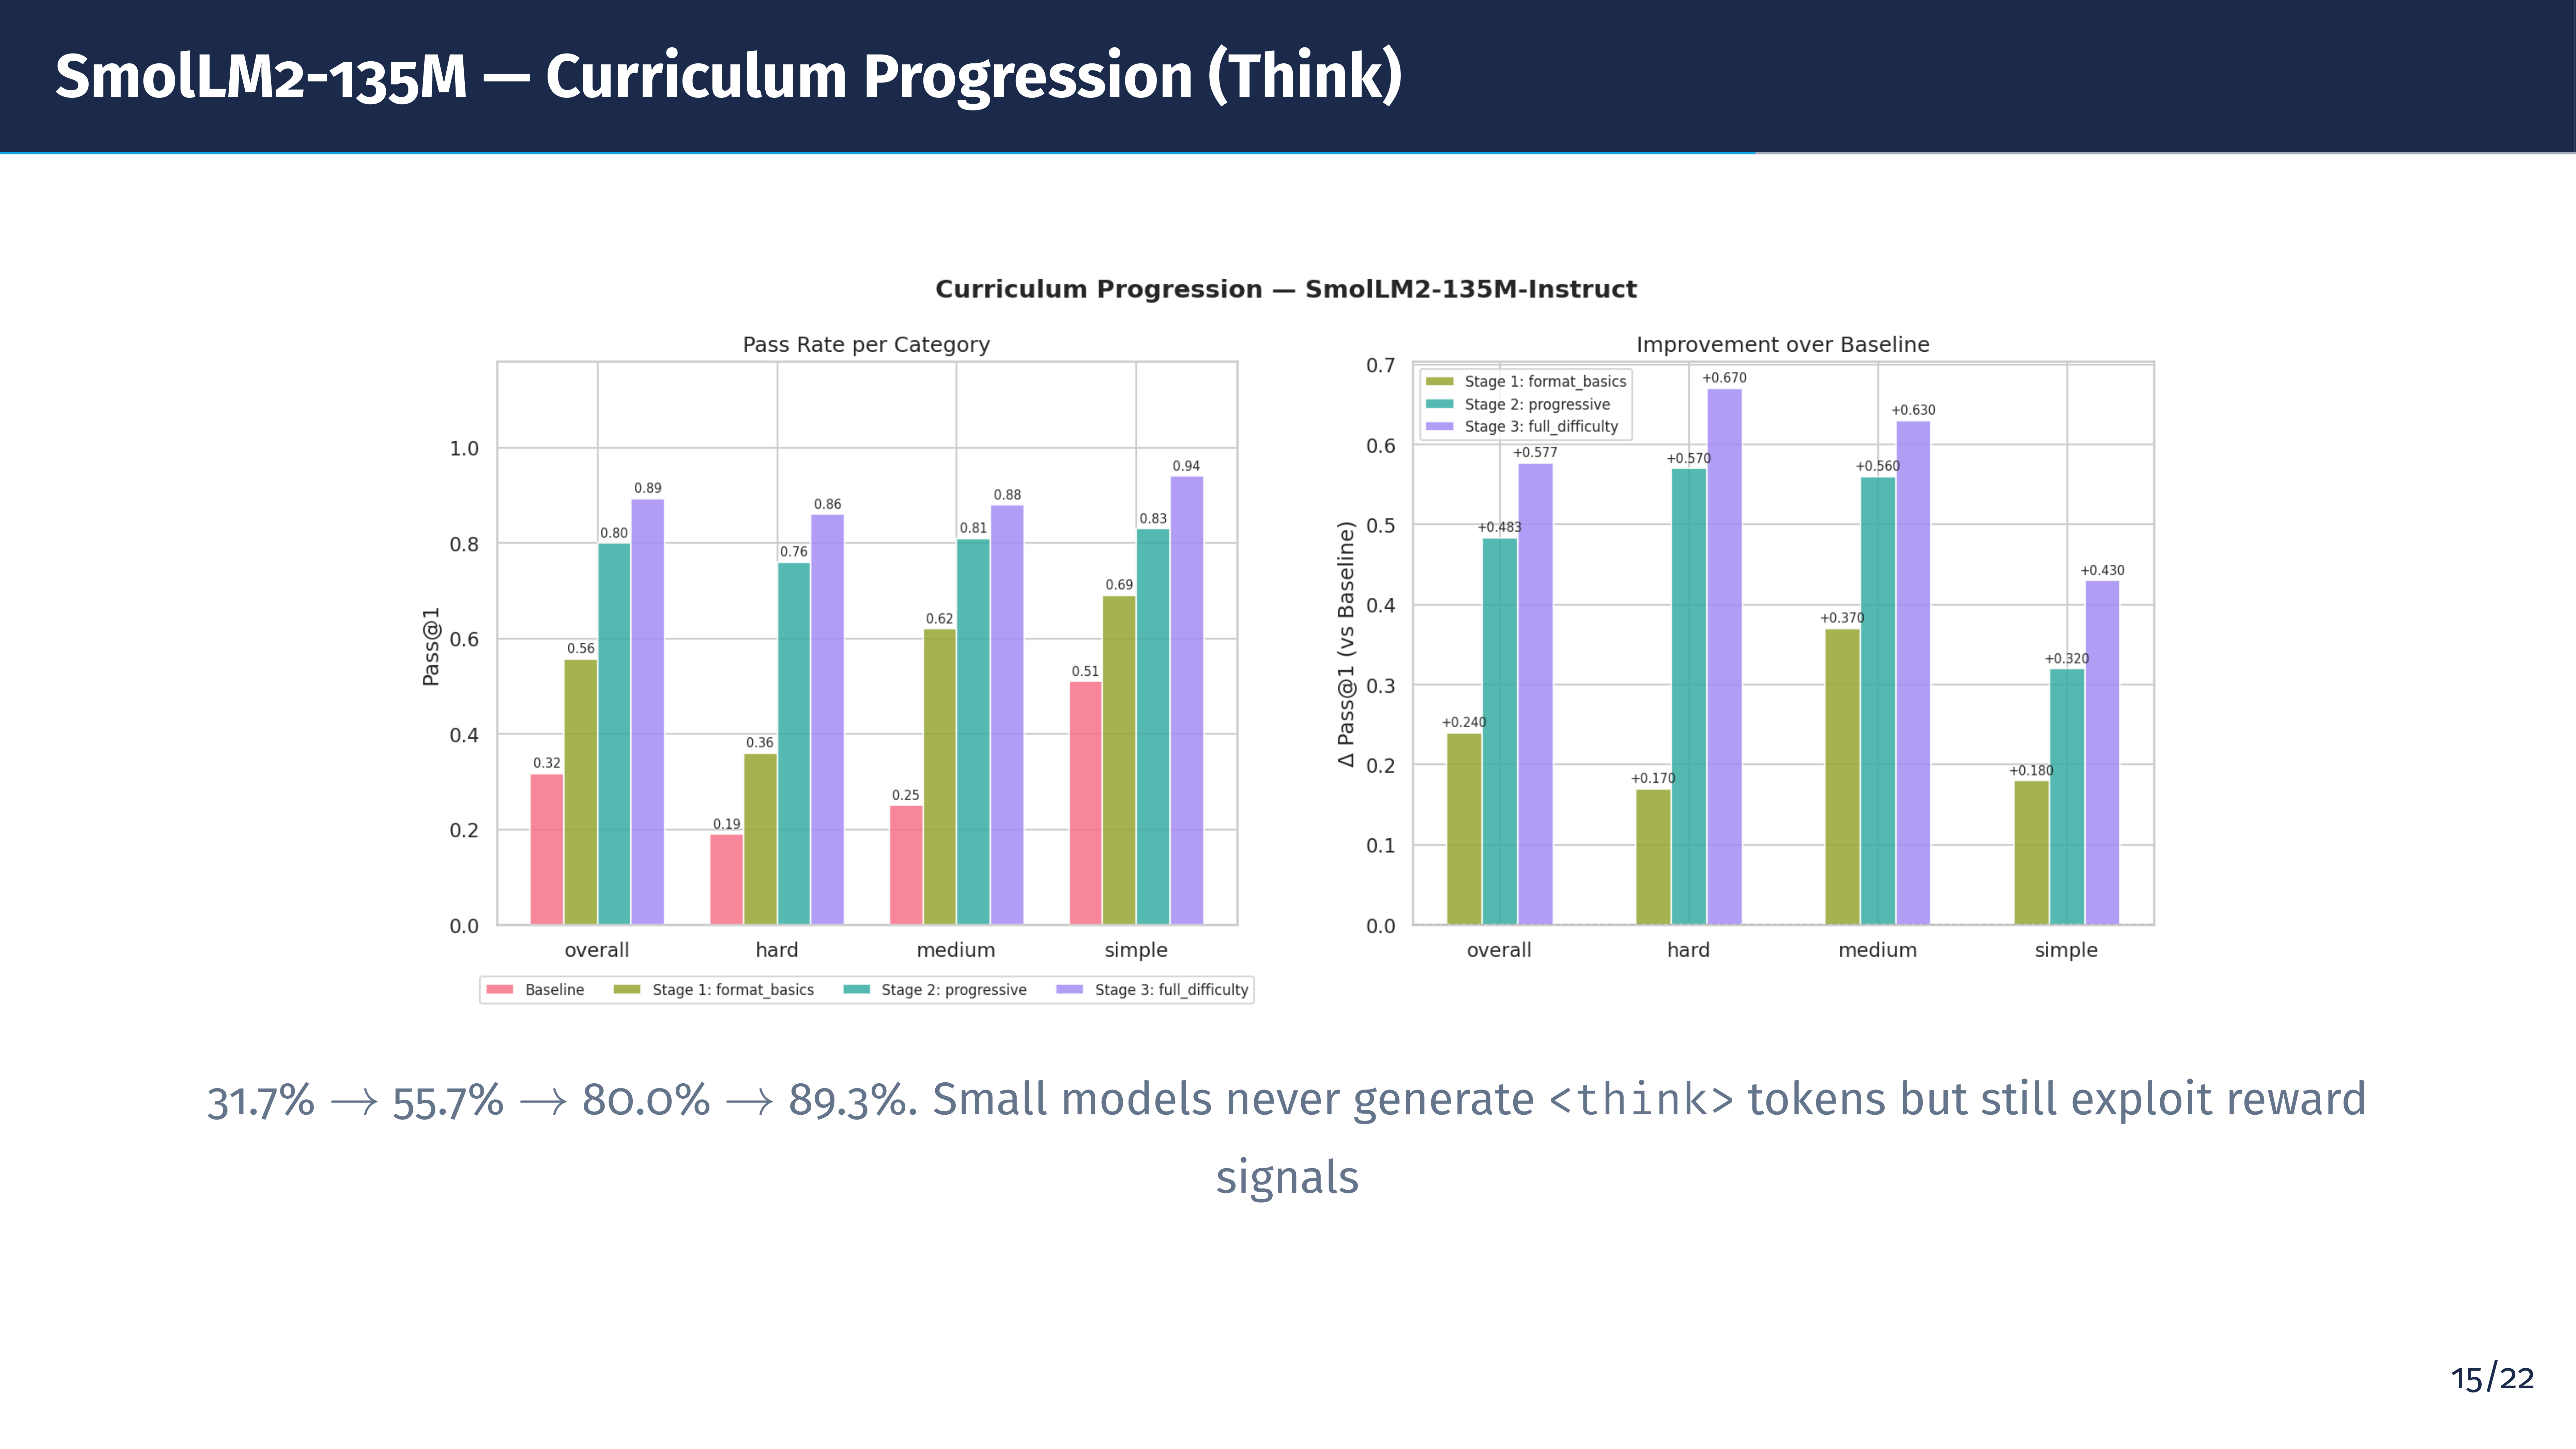 SmolLM2-135M — Curriculum Progression (Think)
Curriculum Progression — SmolLM2-135M-Instruct
Pass Rate per Category
Pass@1
1.0
0.8
0.6
0.4
0.2
0.0
0.32
0.56
0.80
0.89
0.19
0.36
0.76
0.86
0.25
0.62
0.81
0.88
0.51
0.69
0.83
0.94
overall
hard
medium
simple
Baseline
Stage 1: format_basics
Stage 2: progressive
Stage 3: full_difficulty
Improvement over Baseline
Δ Pass@1 (vs Baseline)
0.7
0.6
0.5
0.4
0.3
0.2
0.1
0.0
Stage 1: format_basics
Stage 2: progressive
Stage 3: full_difficulty
+0.240
+0.483
+0.577
+0.170
+0.570
+0.670
+0.370
+0.560
+0.630
+0.180
+0.320
+0.430
overall
hard
medium
simple
31.7% → 55.7% → 80.0% → 89.3%. Small models never generate <think> tokens but still exploit reward
signals
15/22